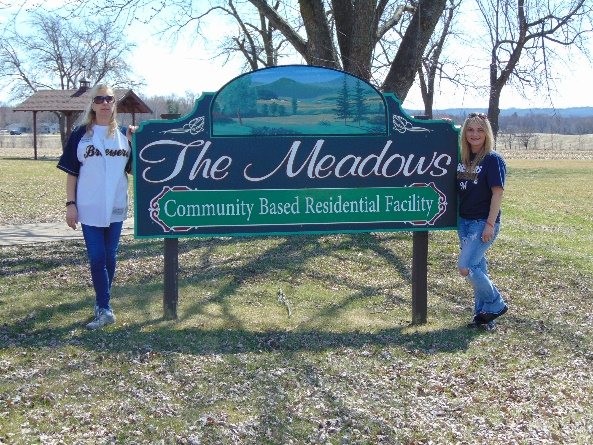 The Meadows
Community Based Residential Facility
Brewers